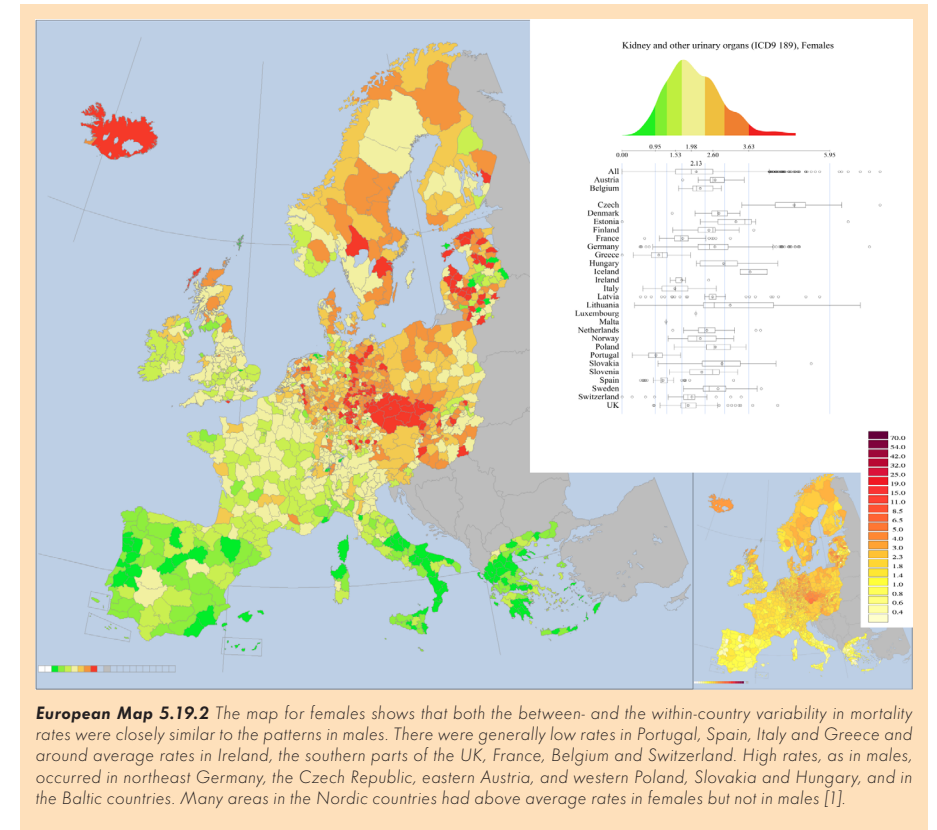 Kidney and other urinary organs (ICD9 189), Females
0.95 1.98 3.63
0.00 1.53 2.60 5.95
2.13
All
Austria
Belgium
Czech
Denmark
Estonia
Finland
France
Germany
Greece
Hungary
Iceland
Ireland
Italy
Latvia
Lithuania
Luxembourg
Malta
Netherlands
Norway
Poland
Portugal
Slovakia
Slovenia
Spain
Sweden
Switzerland
UK
70.0
54.0
42.0
32.0
25.0
19.0
15.0
11.0
8.5
6.5
5.0
4.0
3.0
2.3
1.8
1.4
1.0
0.8
0.6
0.4
European Map 5.19.2 The map for females shows that both the between- and the within-country variability in mortality
rates were closely similar to the patterns in males. There were generally low rates in Portugal, Spain, Italy and Greece and
around average rates in Ireland, the southern parts of the UK, France, Belgium and Switzerland. High rates, as in males,
occurred in northeast Germany, the Czech Republic, eastern Austria, and western Poland, Slovakia and Hungary, and in
the Baltic countries. Many areas in the Nordic countries had above average rates in females but not in males [1].